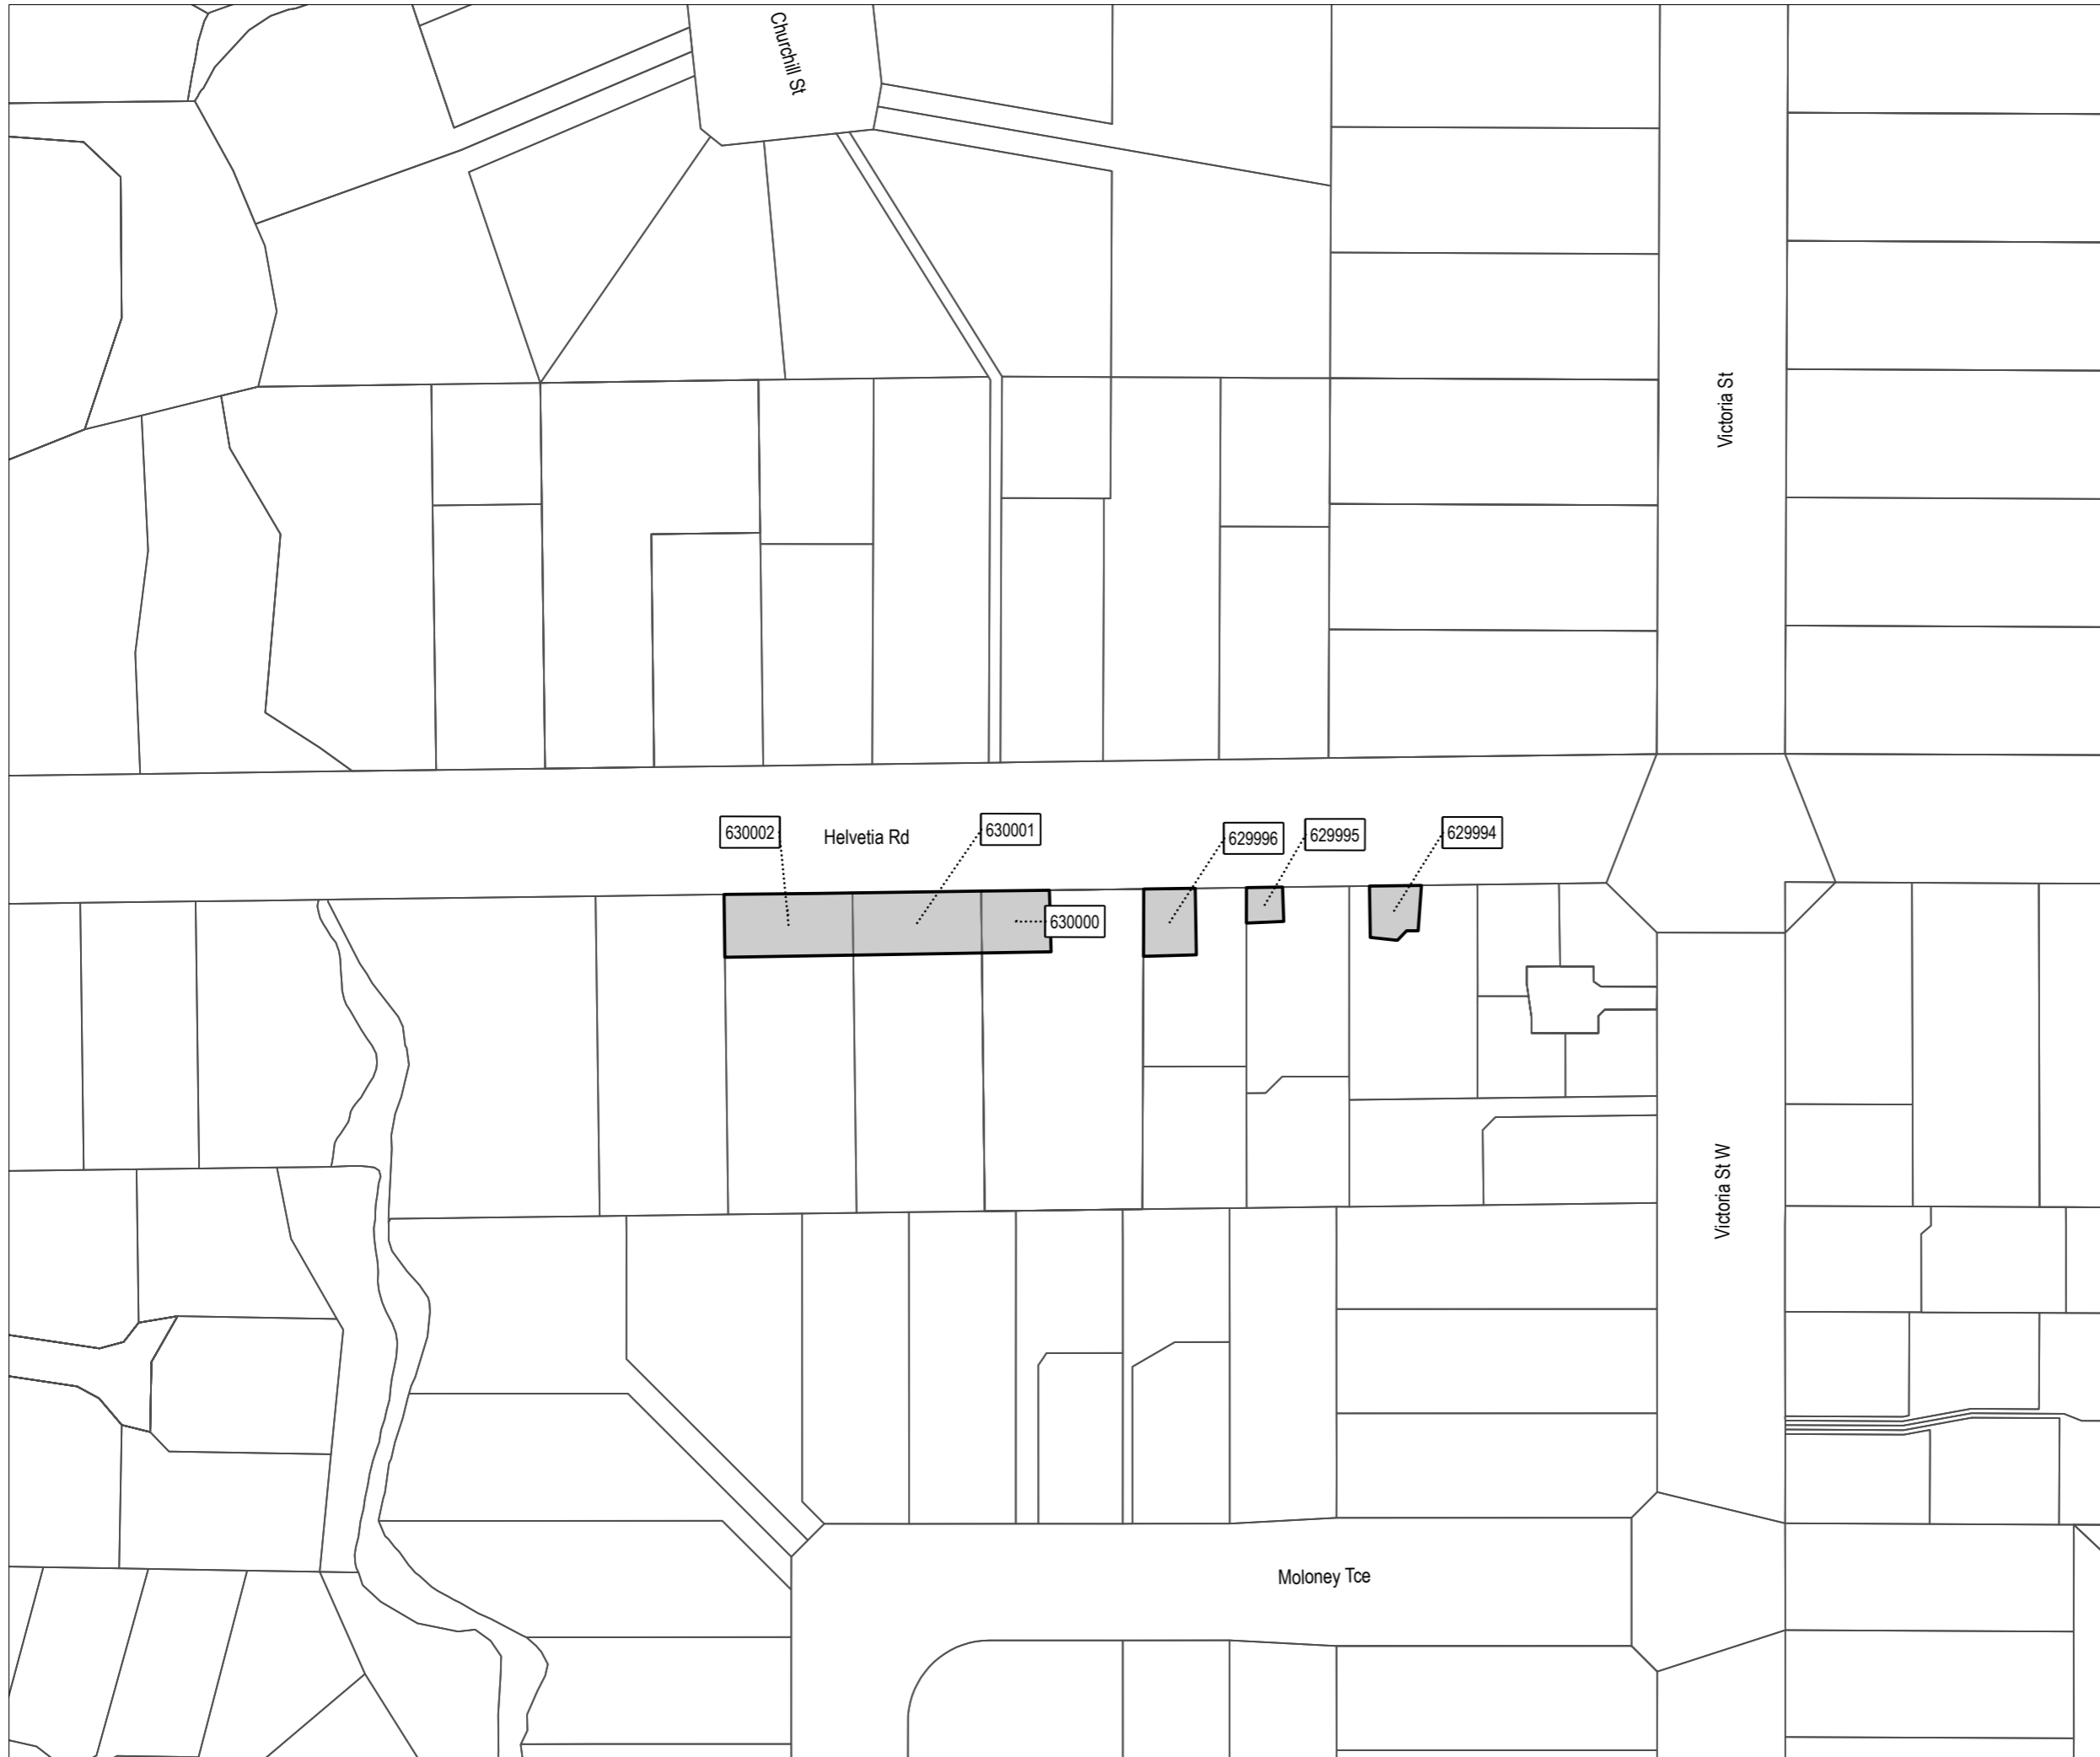 Churchill St
Victoria St
630002
Helvetia Rd
630001
629996
629995
629994
630000
Victoria St W
Moloney Tce